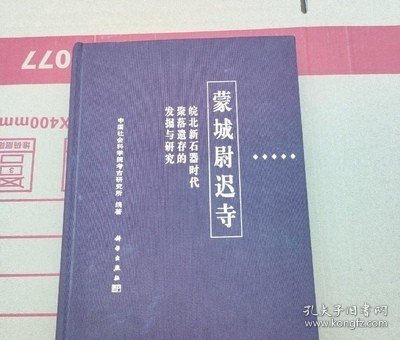 蒙城尉迟寺
皖北新石器时代
聚落遗存的
发掘与研究
中国社会科学院考古研究所 编著
科学出版社
077
X400mm
孔夫子旧书网
www.kongfz.com